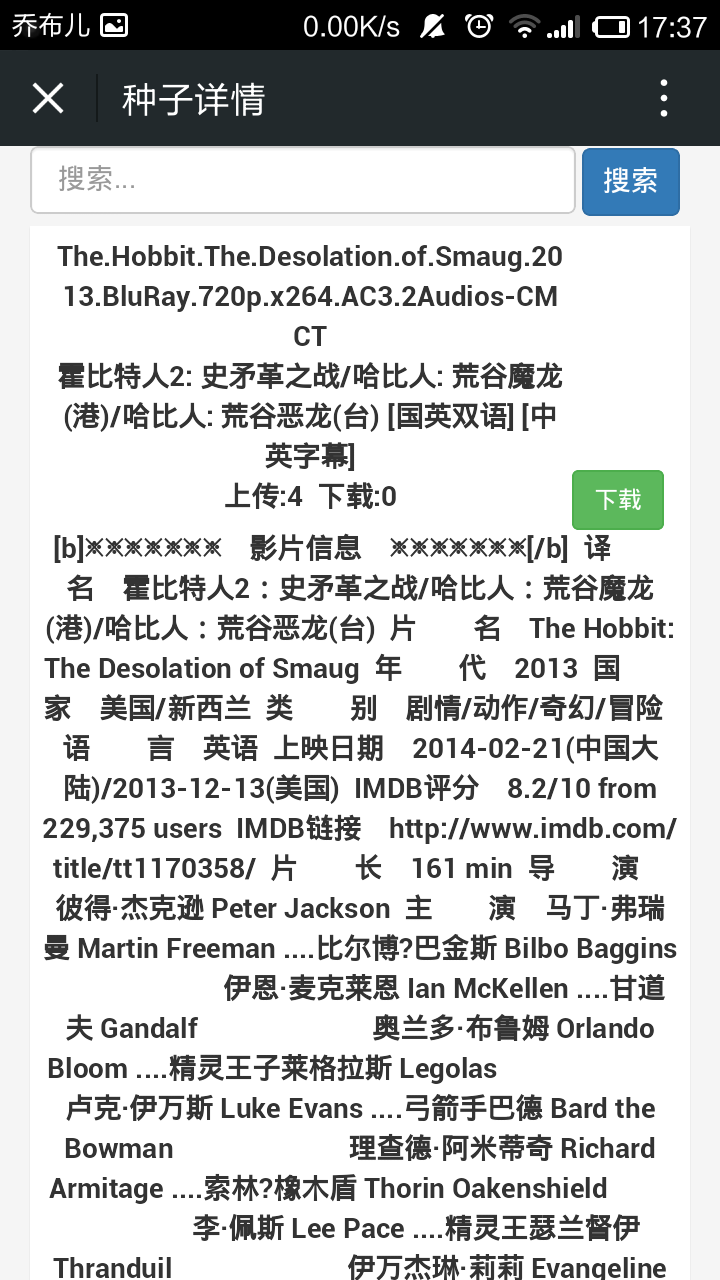 乔布儿 0.00K/s 17:37
种子详情
搜索... 搜索
The.Hobbit.The.Desolation.of.Smaug.20
13.BluRay.720p.x264.AC3.2Audios-CM
CT
霍比特人2: 史矛革之战/哈比人: 荒谷魔龙
(港)/哈比人: 荒谷恶龙(台) [国英双语] [中
英字幕]
上传:4 下载:0
下载
[b]※※※※※※※ 影片信息 ※※※※※※※[/b] 译
名 霍比特人2：史矛革之战/哈比人：荒谷魔龙
(港)/哈比人：荒谷恶龙(台) 片 名 The Hobbit:
The Desolation of Smaug 年 代 2013 国
家 美国/新西兰 类 别 剧情/动作/奇幻/冒险
语 言 英语 上映日期 2014-02-21(中国大
陆)/2013-12-13(美国) IMDB评分 8.2/10 from
229,375 users IMDB链接 http://www.imdb.com/
title/tt1170358/ 片 长 161 min 导 演
彼得·杰克逊 Peter Jackson 主 演 马丁·弗瑞
曼 Martin Freeman ....比尔博?巴金斯 Bilbo Baggins
伊恩·麦克莱恩 Ian McKellen ....甘道
夫 Gandalf 奥兰多·布鲁姆 Orlando
Bloom ....精灵王子莱格拉斯 Legolas
卢克·伊万斯 Luke Evans ....弓箭手巴德 Bard the
Bowman 理查德·阿米蒂奇 Richard
Armitage ....索林?橡木盾 Thorin Oakenshield
李·佩斯 Lee Pace ....精灵王瑟兰督伊
Thranduil 伊万杰琳·莉莉 Evangeline